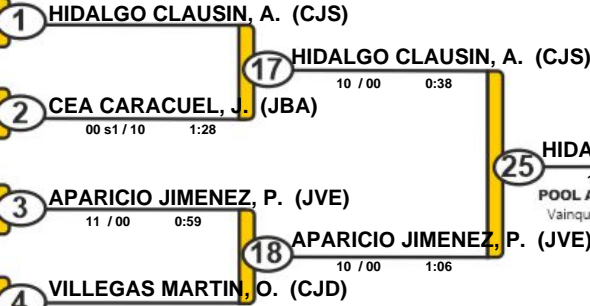 1 HIDALGO CLAUSIN, A. (CJS)
17 HIDALGO CLAUSIN, A. (CJS)
10 / 00 0:38
2 CEA CARACUEL, J. (JBA)
00 s1 / 10 1:28
25 HIDA
POOL A
Vainqu
3 APARICIO JIMENEZ, P. (JVE)
11 / 00 0:59
18 APARICIO JIMENEZ, P. (JVE)
10 / 00 1:06
4 VILLEGAS MARTIN, O. (CJD)